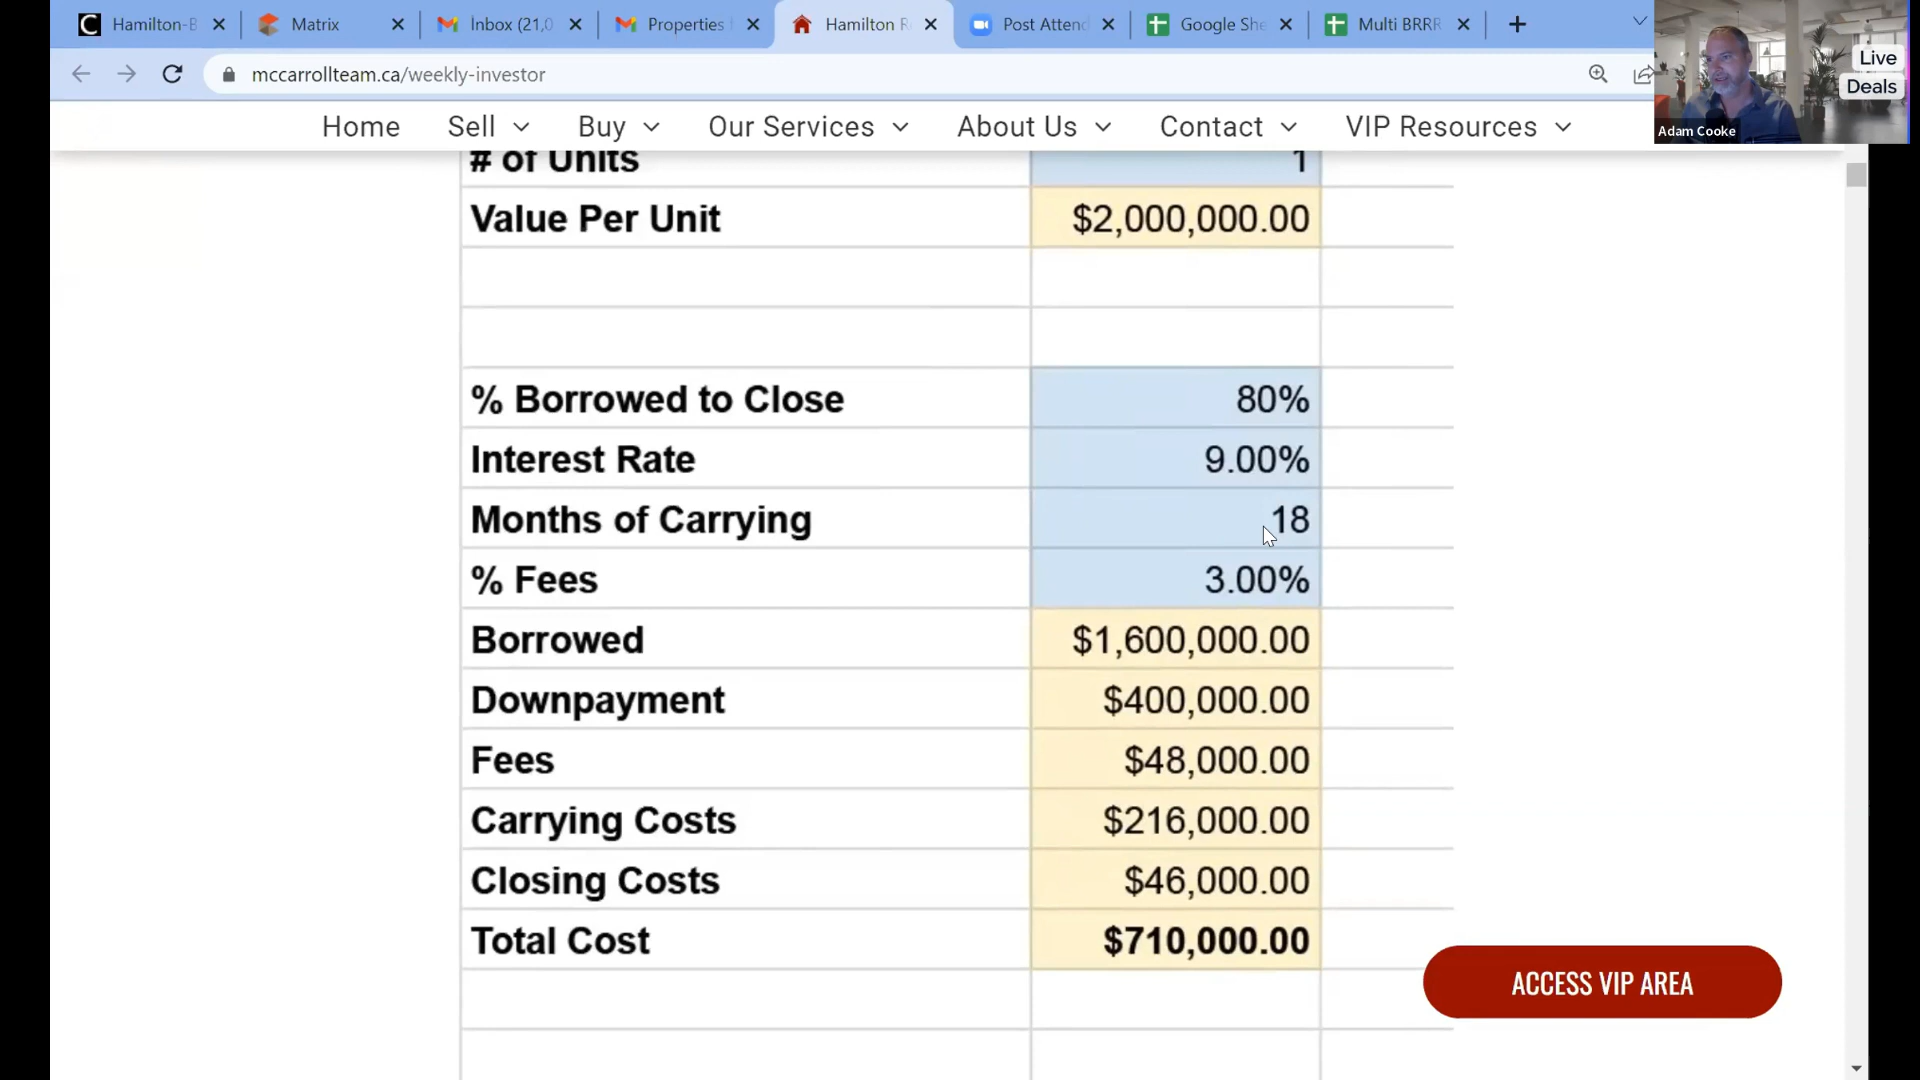 Hamilton-B
Matrix
Inbox (21,0
Properties
Hamilton R
Post Attend
Google She
Multi BRRR
mccarrollteam.ca/weekly-investor
Live
Deals
Adam Cooke
Home Sell Buy Our Services About Us Contact VIP Resources
# of Units 1
Value Per Unit $2,000,000.00
% Borrowed to Close 80%
Interest Rate 9.00%
Months of Carrying 18
% Fees 3.00%
Borrowed $1,600,000.00
Downpayment $400,000.00
Fees $48,000.00
Carrying Costs $216,000.00
Closing Costs $46,000.00
Total Cost $710,000.00
ACCESS VIP AREA